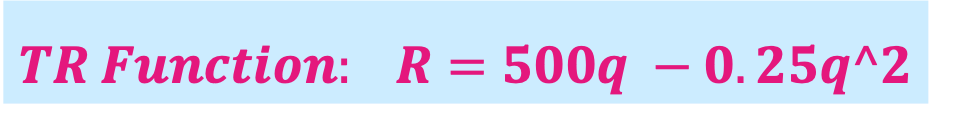 TR Function: R = 500q − 0.25q^2